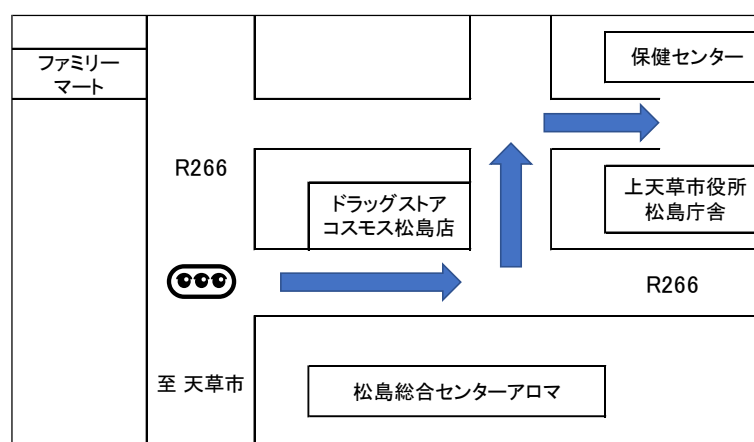 ファミリー
マート
保健センター
R266
ドラッグストア
コスモス松島店
上天草市役所
松島庁舎
R266
至 天草市
松島総合センターアロマ